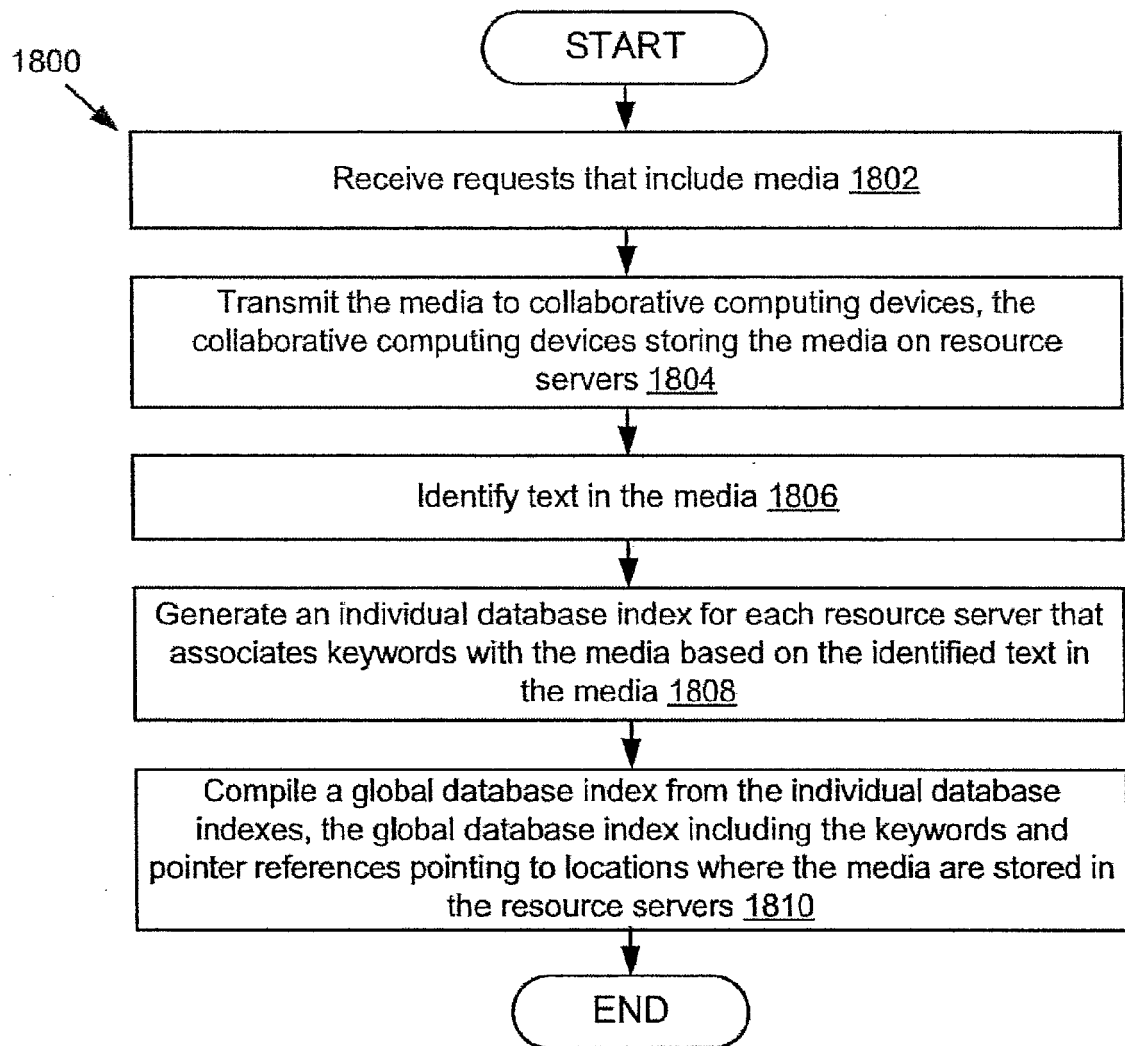 START
1800
Receive requests that include media 1802
Transmit the media to collaborative computing devices, the
collaborative computing devices storing the media on resource
servers 1804
Identify text in the media 1806
Generate an individual database index for each resource server that
associates keywords with the media based on the identified text in
the media 1808
Compile a global database index from the individual database
indexes, the global database index including the keywords and
pointer references pointing to locations where the media are stored in
the resource servers 1810
END